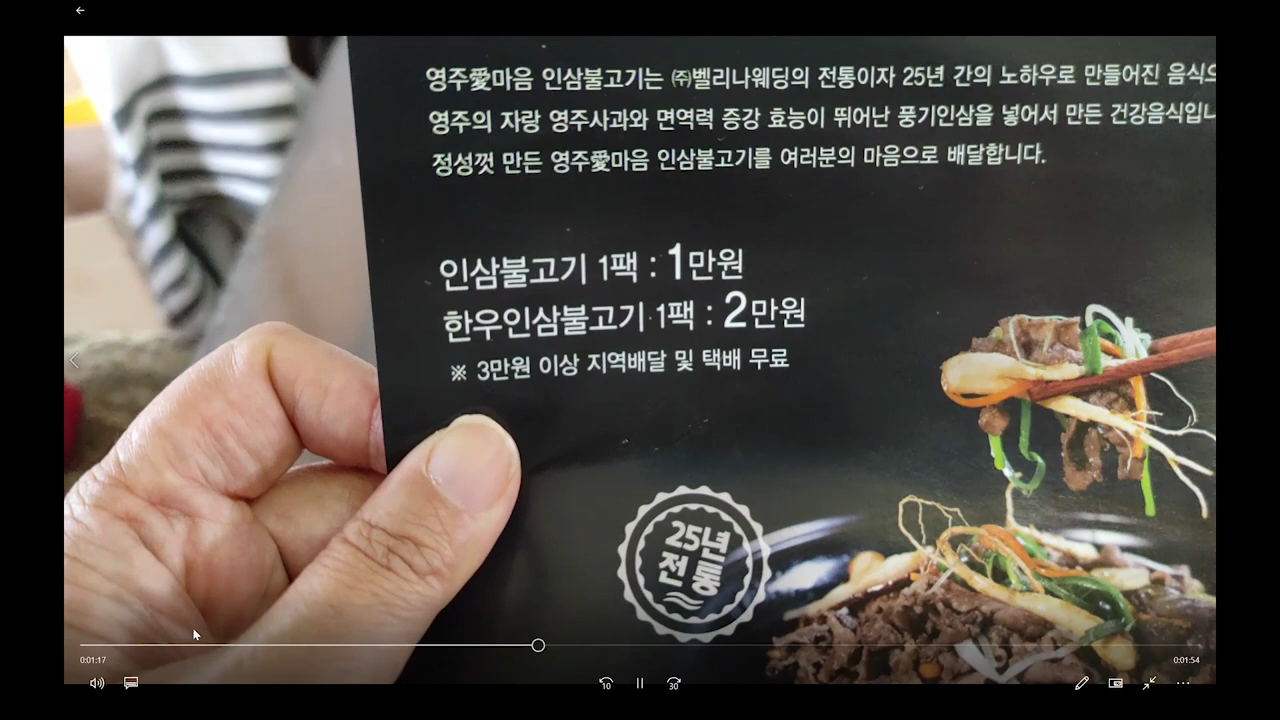 영주愛마음 인삼불고기는 ㈜벨리나웨딩의 전통이자 25년 간의 노하우로 만들어진
영주의 자랑 영주사과와 면역력 증강 효능이 뛰어난 풍기인삼을 넣어서 만든
정성껏 만든 영주愛마음 인삼불고기를 여러분의 마음으로 배달합니다.
인삼불고기 1팩 : 1만원
한우인삼불고기 1팩 : 2만원
※ 3만원 이상 지역배달 및 택배 무료
25년
전통
0:01:17
0:01:54
10
30